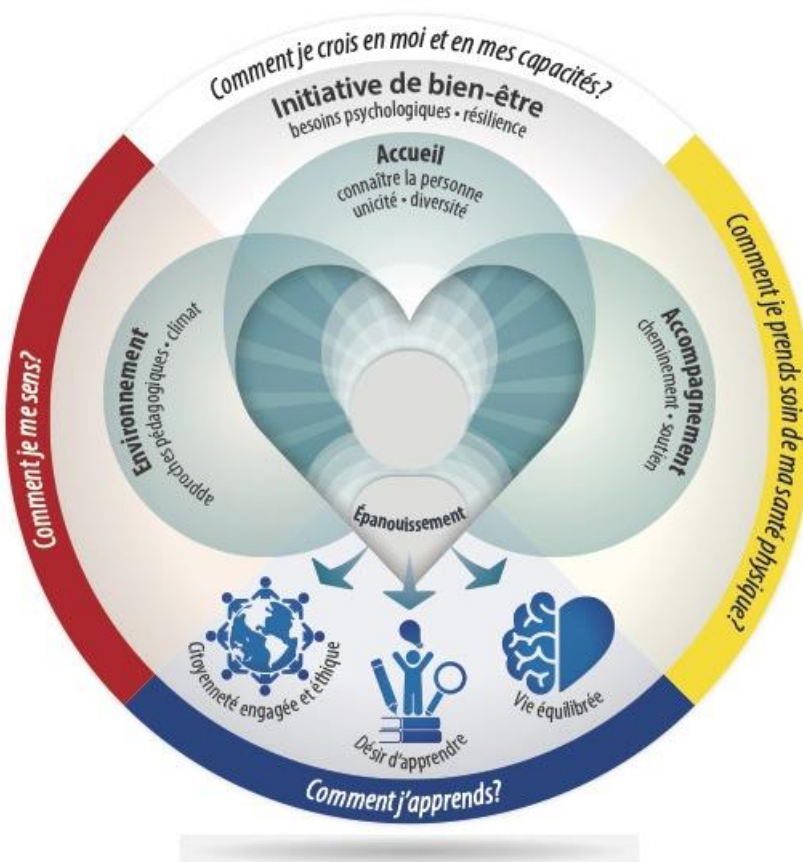 Comment je crois en moi et en mes capacités?
Initiative de bien-être
besoins psychologiques • résilience
Accueil
connaître la personne
unicité • diversité
Comment je me sens?
Environnement
approches pédagogiques • climat
Accompagnement
cheminement • soutien
Comment je prends soin de ma santé physique?
Épanouissement
Citoyenneté engagée et éthique
Désir d'apprendre
Vie équilibrée
Comment j'apprends?